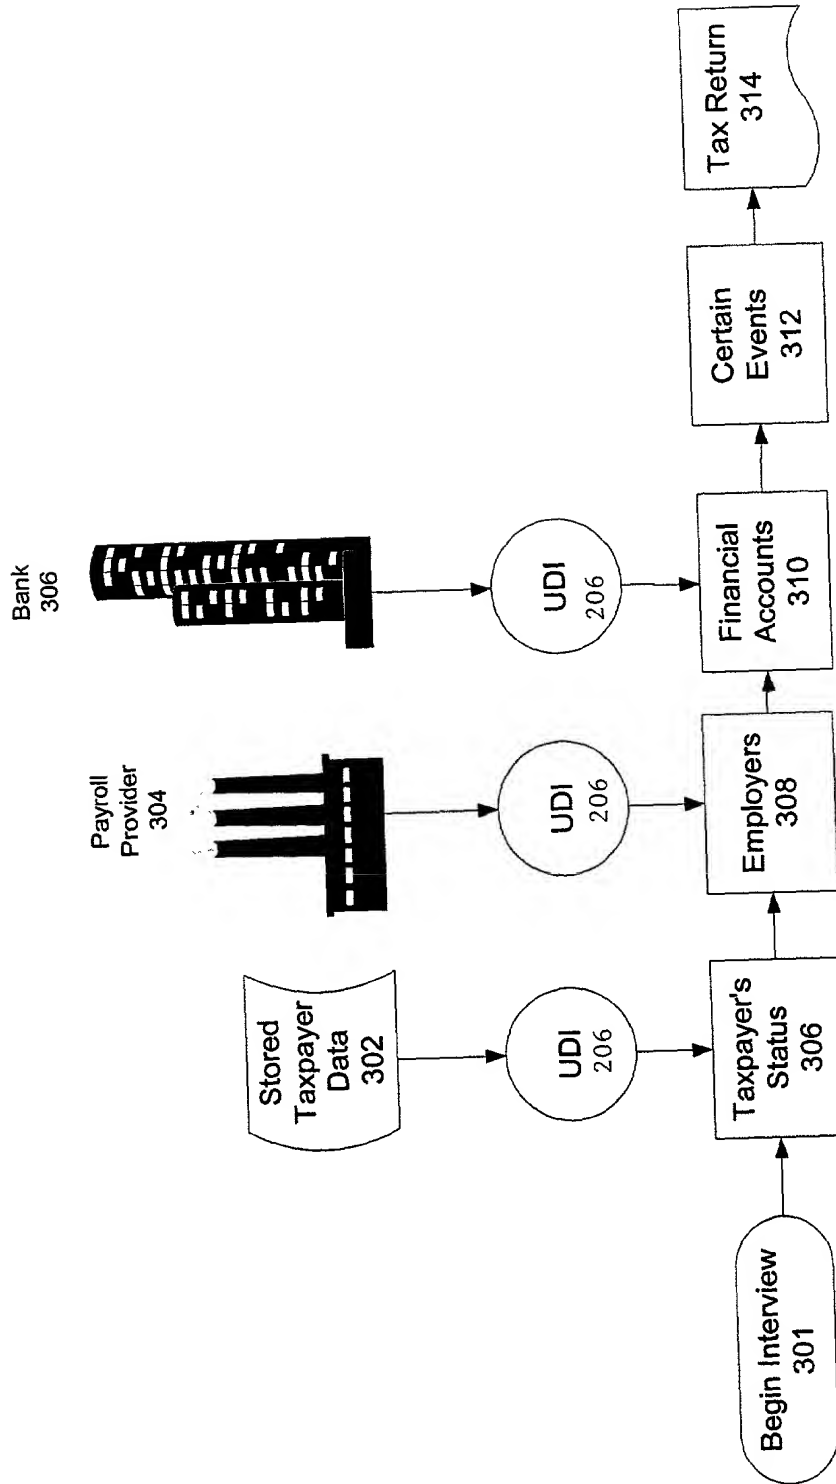 Bank
306
Payroll
Provider
304
Stored
Taxpayer
Data
302
UDI
206
UDI
206
UDI
206
Begin Interview
301
Taxpayer's
Status
306
Employers
308
Financial
Accounts
310
Certain
Events
312
Tax Return
314